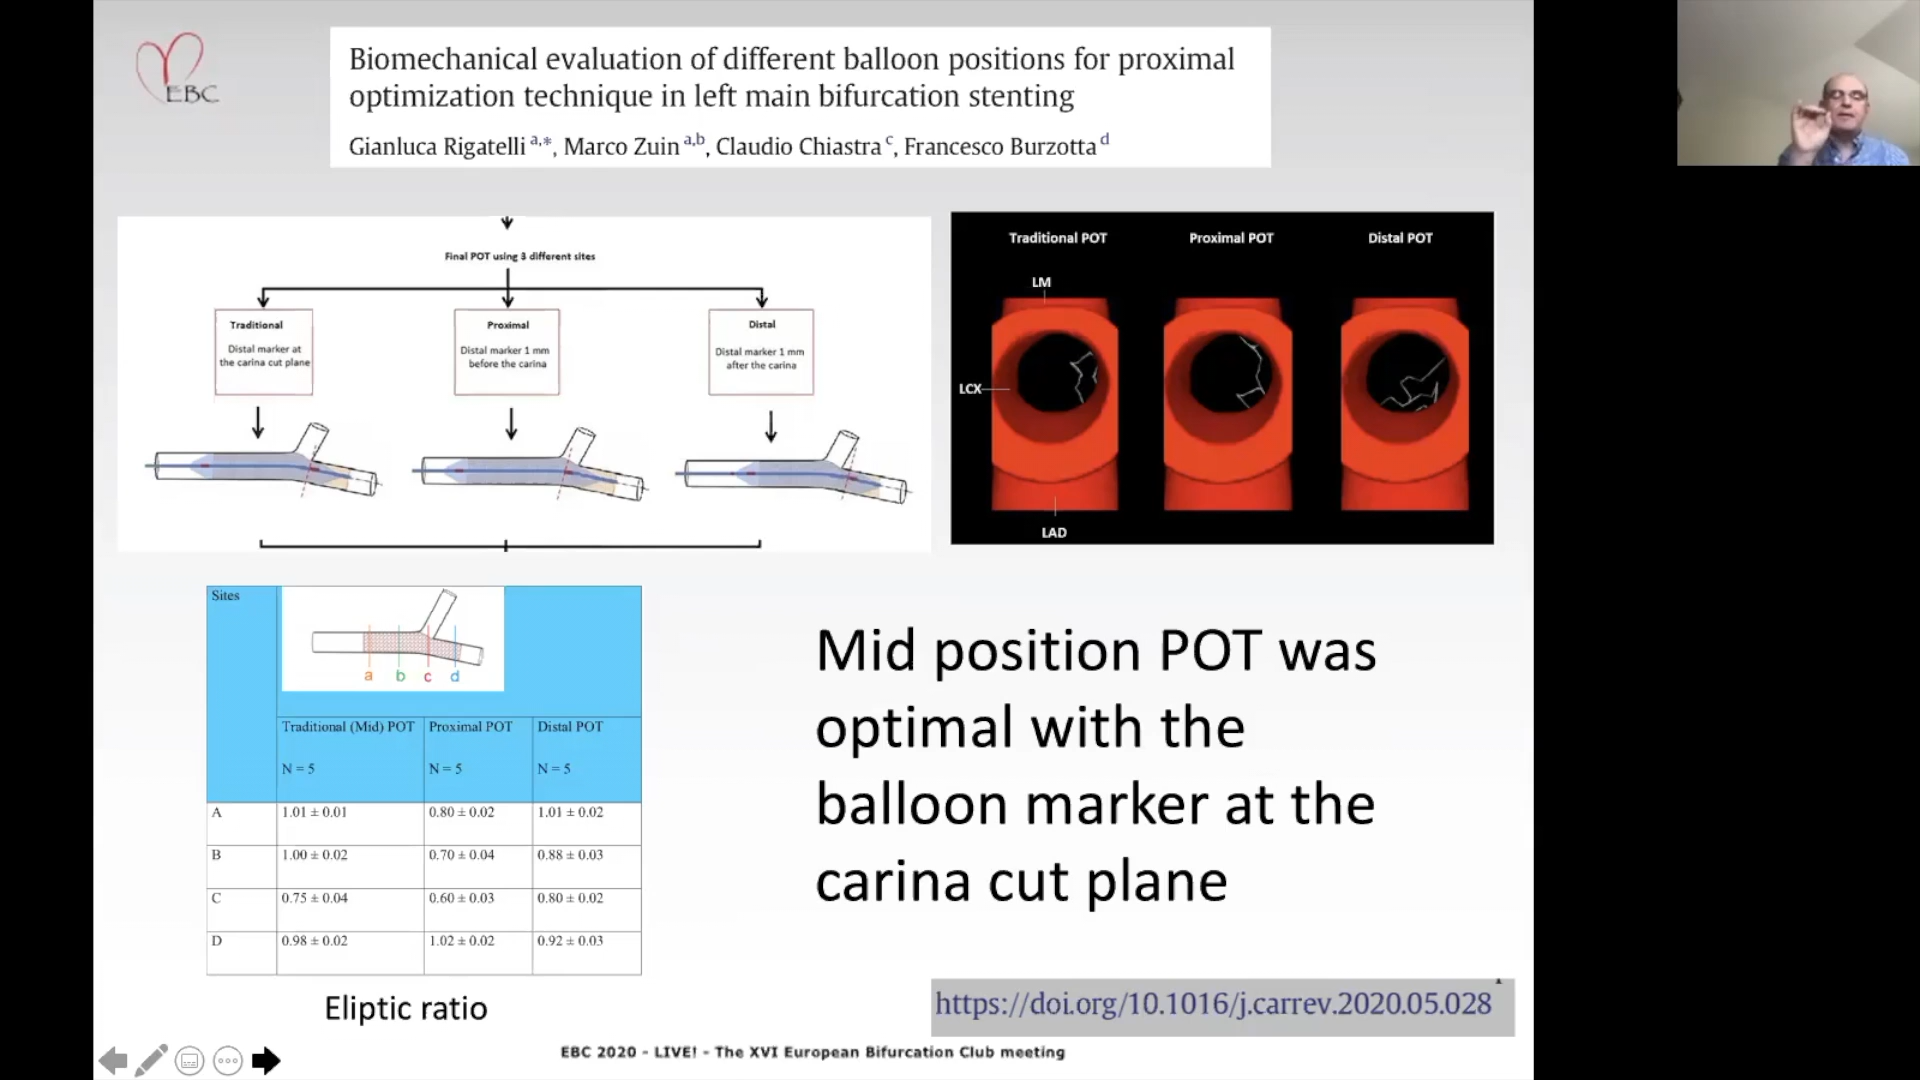 EBC
Biomechanical evaluation of different balloon positions for proximal
optimization technique in left main bifurcation stenting
Gianluca Rigatelli a,*, Marco Zuin a,b, Claudio Chiastra c, Francesco Burzotta d
Final POT using 3 different sites
Traditional
Distal marker at
the carina cut plane
Proximal
Distal marker 1 mm
before the carina
Distal
Distal marker 1 mm
after the carina
Traditional POT Proximal POT Distal POT
LM
LCX
LAD
Sites
a b c d
Traditional (Mid) POT Proximal POT Distal POT
N = 5 N = 5 N = 5
A 1.01 ± 0.01 0.80 ± 0.02 1.01 ± 0.02
B 1.00 ± 0.02 0.70 ± 0.04 0.88 ± 0.03
C 0.75 ± 0.04 0.60 ± 0.03 0.80 ± 0.02
D 0.98 ± 0.02 1.02 ± 0.02 0.92 ± 0.03
Eliptic ratio
Mid position POT was
optimal with the
balloon marker at the
carina cut plane
https://doi.org/10.1016/j.carrev.2020.05.028
EBC 2020 - LIVE! - The XVI European Bifurcation Club meeting